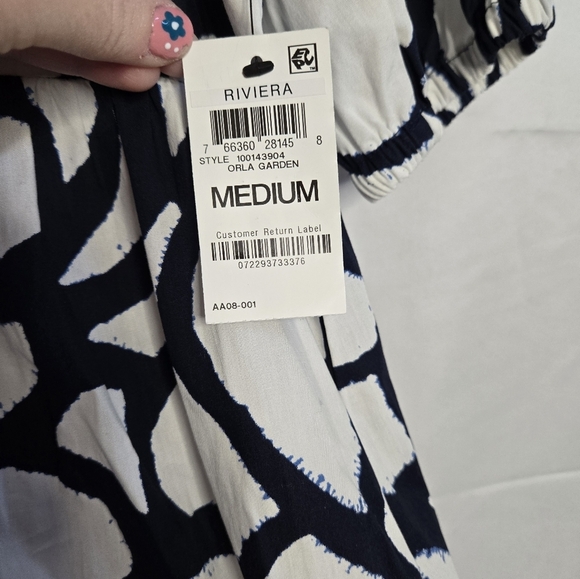 RIVIERA
7 66360 28145 8
STYLE 100143904
ORLA GARDEN
MEDIUM
Customer Return Label
072293733376
AA08-001